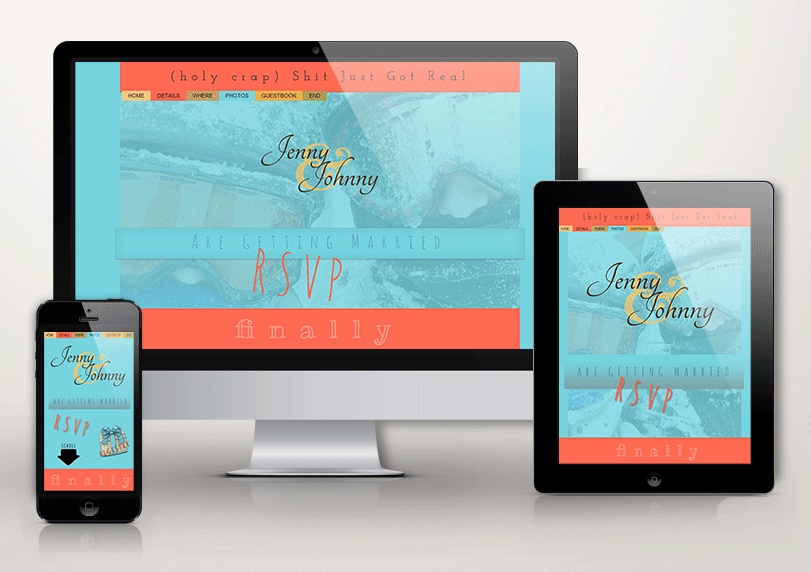 (holy crap) Shit Just Got Real
HOME DETAILS WHERE PHOTOS GUESTBOOK END
Jenny
&
Johnny
Are Getting Married
RSVP
finally
(holy crap) Shit Just Got Real
HOME DETAILS WHERE PHOTOS GUESTBOOK END
Jenny
&
Johnny
Are Getting Married
RSVP
finally
HOME DETAILS WHERE PHOTOS GUESTBOOK END
Jenny
&
Johnny
Are Getting Married
RSVP
SCROLL
finally